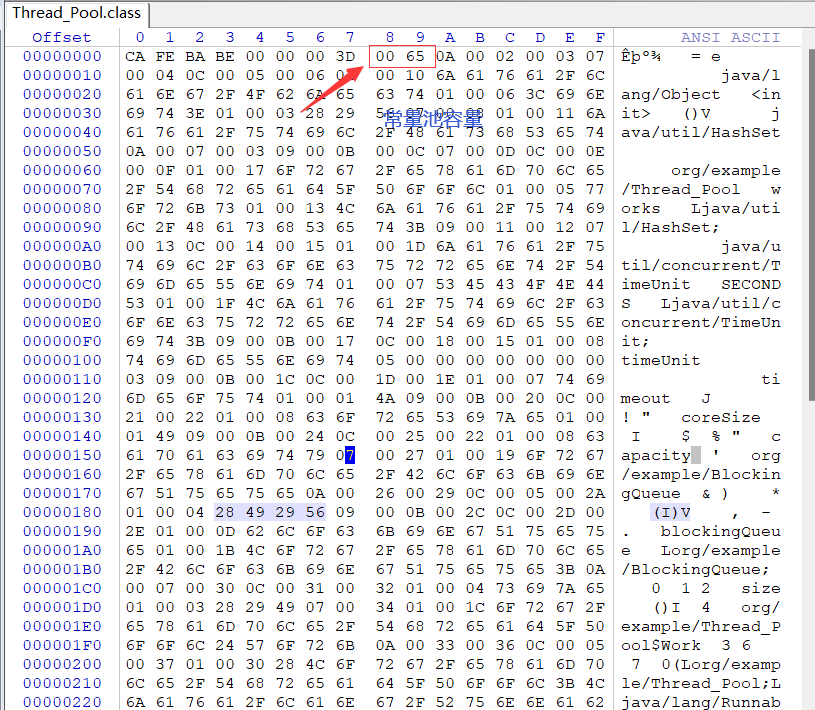 Thread_Pool.class
Offset 0 1 2 3 4 5 6 7 8 9 A B C D E F ANSI ASCII
00000000 CA FE BA BE 00 00 00 3D 00 65 0A 00 02 00 03 07 Êþº¾ = e
00000010 00 04 0C 00 05 00 06 00 10 6A 61 76 61 2F 6C java/l
00000020 61 6E 67 2F 4F 62 6A 65 63 74 01 00 06 3C 69 6E ang/Object <in
00000030 69 74 3E 01 00 03 28 29 56 07 00 08 01 00 11 6A it> ()V j
常量池容量
00000040 61 76 61 2F 75 74 69 6C 2F 48 61 73 68 53 65 74 ava/util/HashSet
00000050 0A 00 07 00 03 09 00 0B 00 0C 07 00 0D 0C 00 0E
00000060 00 0F 01 00 17 6F 72 67 2F 65 78 61 6D 70 6C 65 org/example
00000070 2F 54 68 72 65 61 64 5F 50 6F 6F 6C 01 00 05 77 /Thread_Pool w
00000080 6F 72 6B 73 01 00 13 4C 6A 61 76 61 2F 75 74 69 orks Ljava/uti
00000090 6C 2F 48 61 73 68 53 65 74 3B 09 00 11 00 12 07 l/HashSet;
000000A0 00 13 0C 00 14 00 15 01 00 1D 6A 61 76 61 2F 75 java/u
000000B0 74 69 6C 2F 63 6F 6E 63 75 72 72 65 6E 74 2F 54 til/concurrent/T
000000C0 69 6D 65 55 6E 69 74 01 00 07 53 45 43 4F 4E 44 imeUnit SECOND
000000D0 53 01 00 1F 4C 6A 61 76 61 2F 75 74 69 6C 2F 63 S Ljava/util/c
000000E0 6F 6E 63 75 72 72 65 6E 74 2F 54 69 6D 65 55 6E oncurrent/TimeUn
000000F0 69 74 3B 09 00 0B 00 17 0C 00 18 00 15 01 00 08 it;
00000100 74 69 6D 65 55 6E 69 74 05 00 00 00 00 00 00 00 timeUnit
00000110 03 09 00 0B 00 1C 0C 00 1D 00 1E 01 00 07 74 69 ti
00000120 6D 65 6F 75 74 01 00 01 4A 09 00 0B 00 20 0C 00 meout J
00000130 21 00 22 01 00 08 63 6F 72 65 53 69 7A 65 01 00 ! " coreSize
00000140 01 49 09 00 0B 00 24 0C 00 25 00 22 01 00 08 63 I $ % " c
00000150 61 70 61 63 69 74 79 07 00 27 01 00 19 6F 72 67 apacity ' org
00000160 2F 65 78 61 6D 70 6C 65 2F 42 6C 6F 63 6B 69 6E /example/Blockin
00000170 67 51 75 65 75 65 0A 00 26 00 29 0C 00 05 00 2A gQueue & ) *
00000180 01 00 04 28 49 29 56 09 00 0B 00 2C 0C 00 2D 00 (I)V , -
00000190 2E 01 00 0D 62 6C 6F 63 6B 69 6E 67 51 75 65 75 . blockingQueu
000001A0 65 01 00 1B 4C 6F 72 67 2F 65 78 61 6D 70 6C 65 e Lorg/example
000001B0 2F 42 6C 6F 63 6B 69 6E 67 51 75 65 75 65 3B 0A /BlockingQueue;
000001C0 00 07 00 30 0C 00 31 00 32 01 00 04 73 69 7A 65 0 1 2 size
000001D0 01 00 03 28 29 49 07 00 34 01 00 1C 6F 72 67 2F ()I 4 org/
000001E0 65 78 61 6D 70 6C 65 2F 54 68 72 65 61 64 5F 50 example/Thread_P
000001F0 6F 6F 6C 24 57 6F 72 6B 0A 00 33 00 36 0C 00 05 ool$Work 3 6
00000200 00 37 01 00 30 28 4C 6F 72 67 2F 65 78 61 6D 70 7 0(Lorg/examp
00000210 6C 65 2F 54 68 72 65 61 64 5F 50 6F 6F 6C 3B 4C le/Thread_Pool;L
00000220 6A 61 76 61 2F 6C 61 6E 67 2F 52 75 6E 6E 61 62 java/lang/Runnab